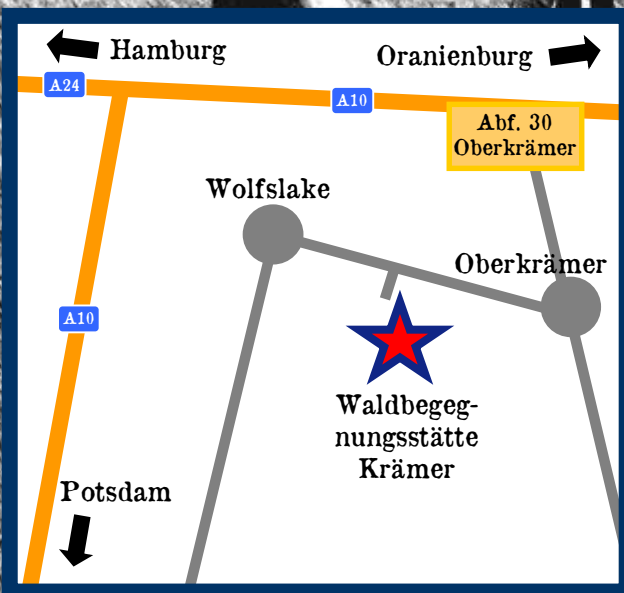 Hamburg
Oranienburg
A24
A10
Abf. 30
Oberkrämer
Wolfslake
Oberkrämer
A10
Waldbegeg-
nungsstätte
Krämer
Potsdam